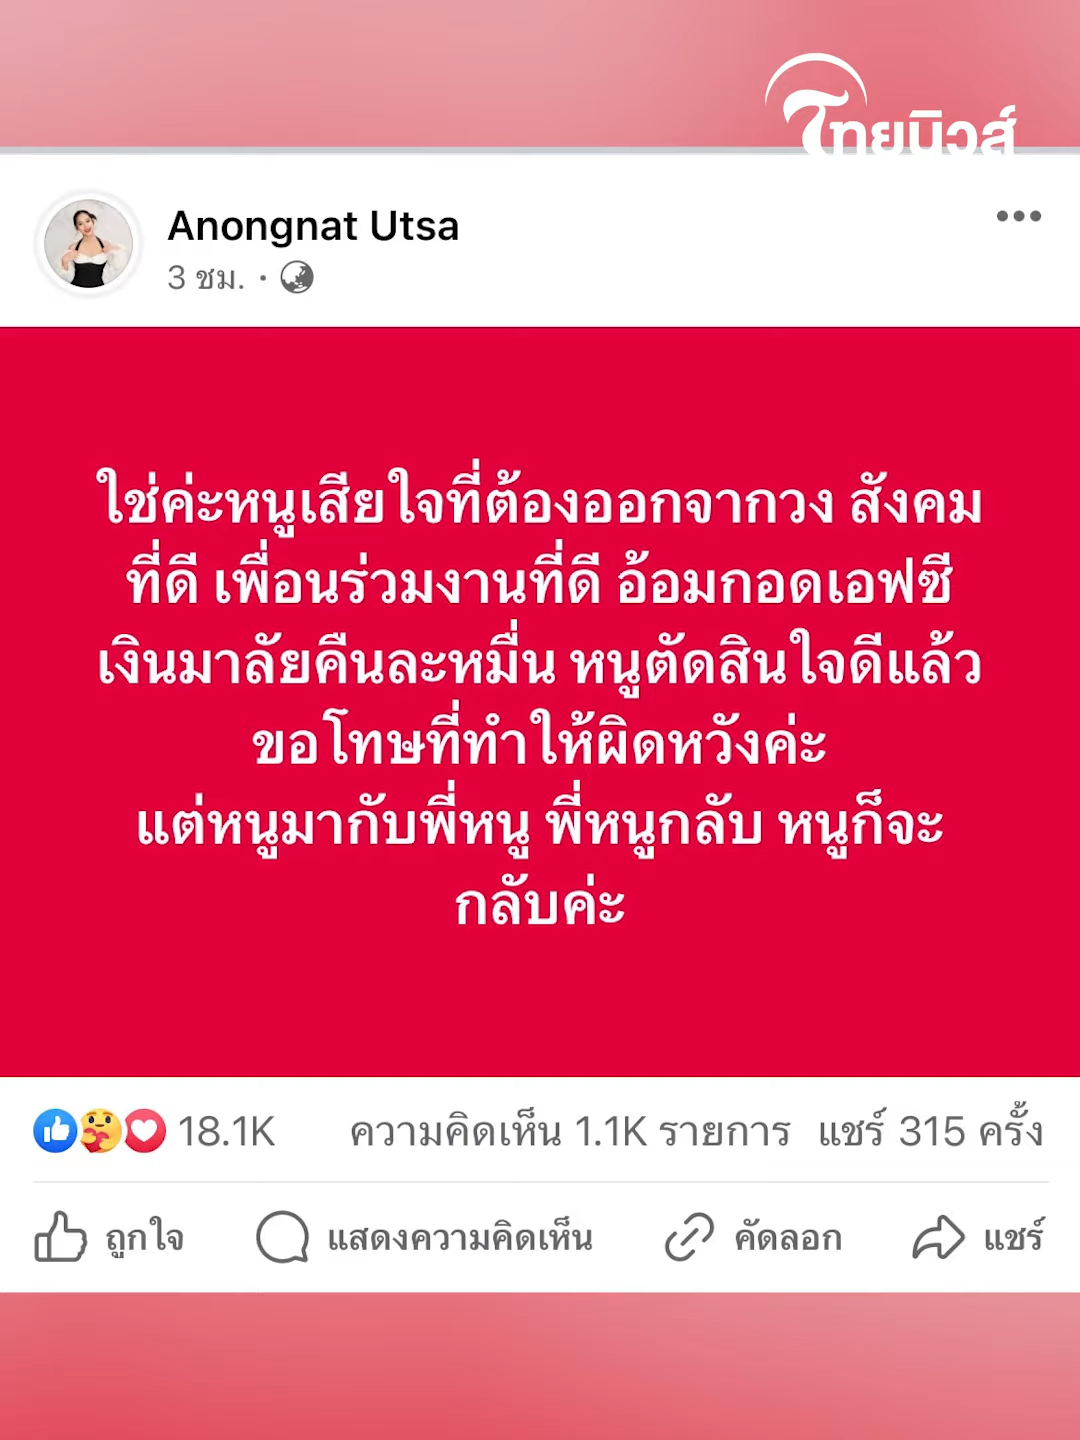 ไทยนิวส์
Anongnat Utsa
3 ชม. ·
ใช่ค่ะหนูเสียใจที่ต้องออกจากวง สังคม
ที่ดี เพื่อนร่วมงานที่ดี อ้อมกอดเอฟซี
เงินมาลัยคืนละหมื่น หนูตัดสินใจดีแล้ว
ขอโทษที่ทำให้ผิดหวังค่ะ
แต่หนูมากับพี่หนู พี่หนูกลับ หนูก็จะ
กลับค่ะ
18.1K ความคิดเห็น 1.1K รายการ แชร์ 315 ครั้ง
ถูกใจ แสดงความคิดเห็น คัดลอก แชร์